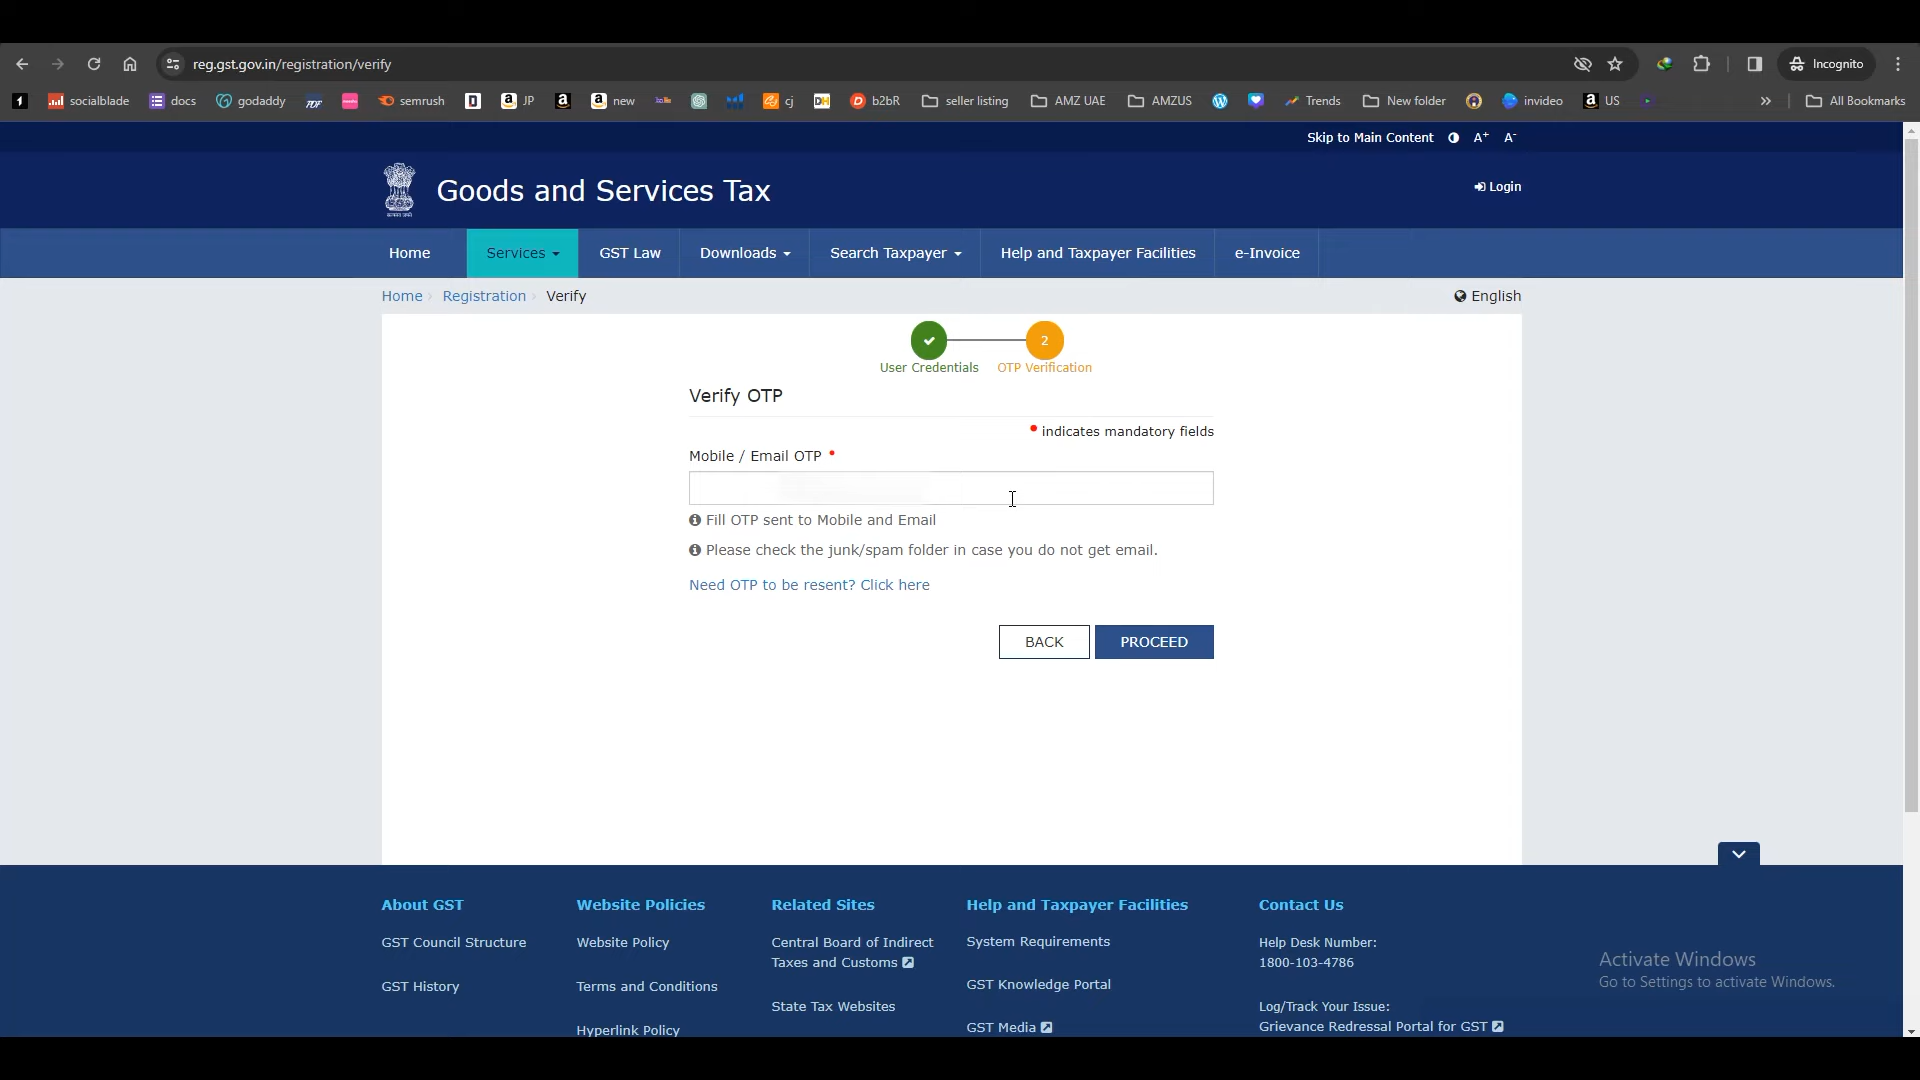 reg.gst.gov.in/registration/verify
Incognito
socialblade docs godaddy semrush JP new cj b2bR seller listing AMZ UAE AMZUS Trends New folder invideo US » All Bookmarks
Skip to Main Content A+ A-
Goods and Services Tax
Login
Home Services GST Law Downloads Search Taxpayer Help and Taxpayer Facilities e-Invoice
Home Registration Verify
English
2
User Credentials OTP Verification
Verify OTP
• indicates mandatory fields
Mobile / Email OTP •
Fill OTP sent to Mobile and Email
Please check the junk/spam folder in case you do not get email.
Need OTP to be resent? Click here
BACK PROCEED
About GST Website Policies Related Sites Help and Taxpayer Facilities Contact Us
GST Council Structure Website Policy Central Board of Indirect System Requirements Help Desk Number:
Taxes and Customs 1800-103-4786
Activate Windows
Go to Settings to activate Windows.
GST History Terms and Conditions GST Knowledge Portal
State Tax Websites Log/Track Your Issue:
Hyperlink Policy GST Media Grievance Redressal Portal for GST